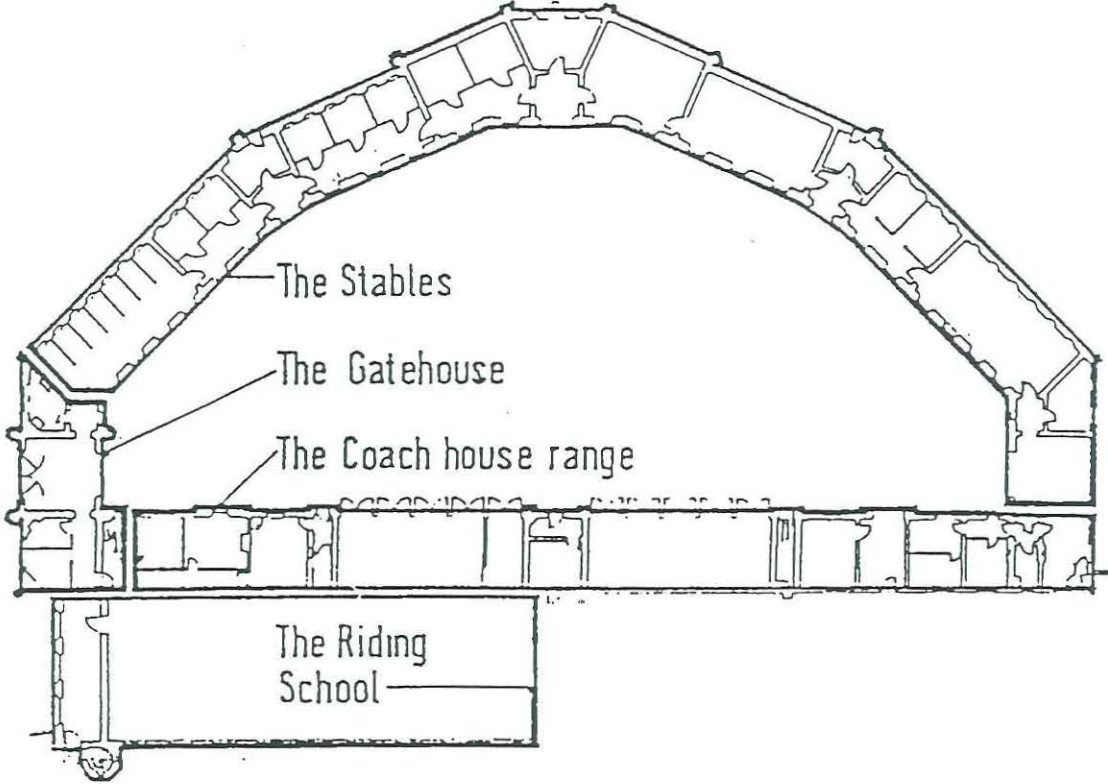 The Stables
The Gatehouse
The Coach house range
The Riding
School